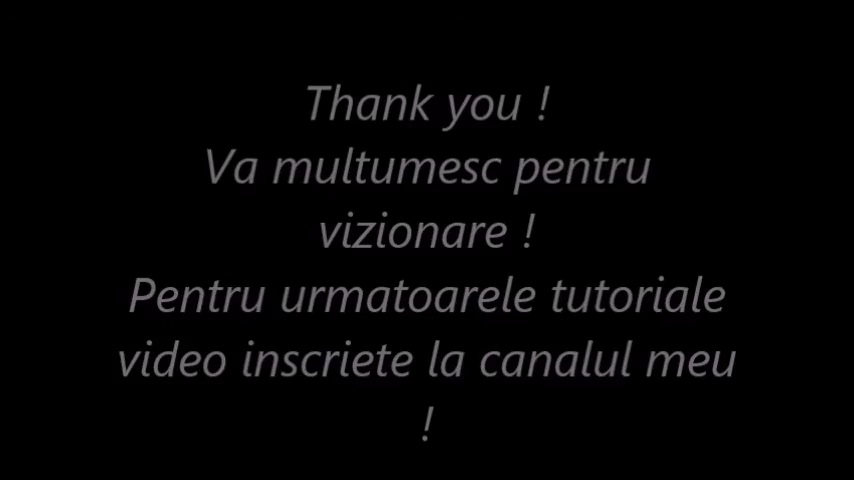 Thank you !
Va multumesc pentru
vizionare !
Pentru urmatoarele tutoriale
video inscriete la canalul meu
!